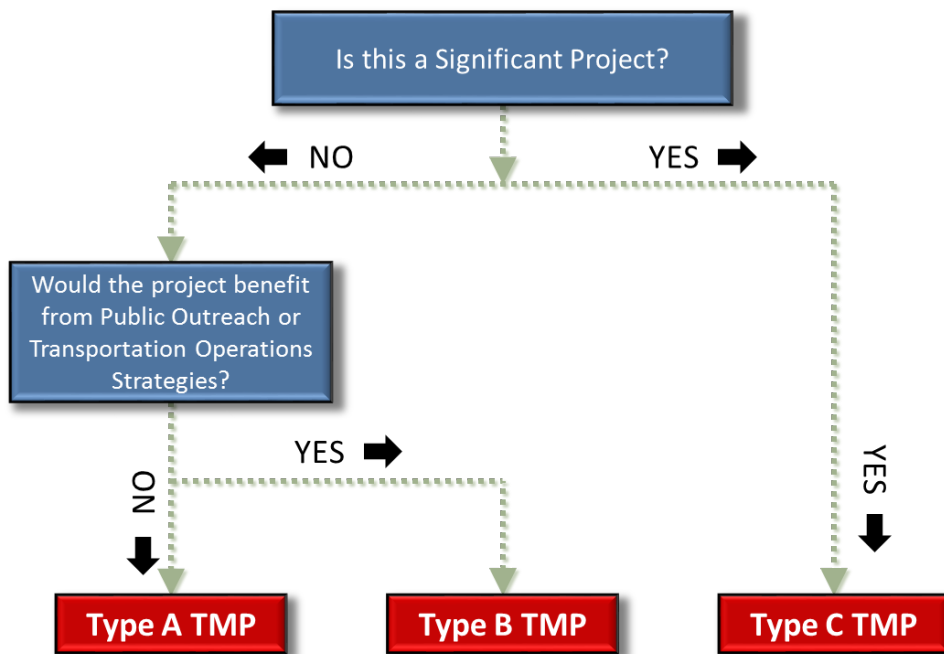 Is this a Significant Project?
NO
YES
Would the project benefit
from Public Outreach or
Transportation Operations
Strategies?
YES
NO
YES
Type A TMP
Type B TMP
Type C TMP